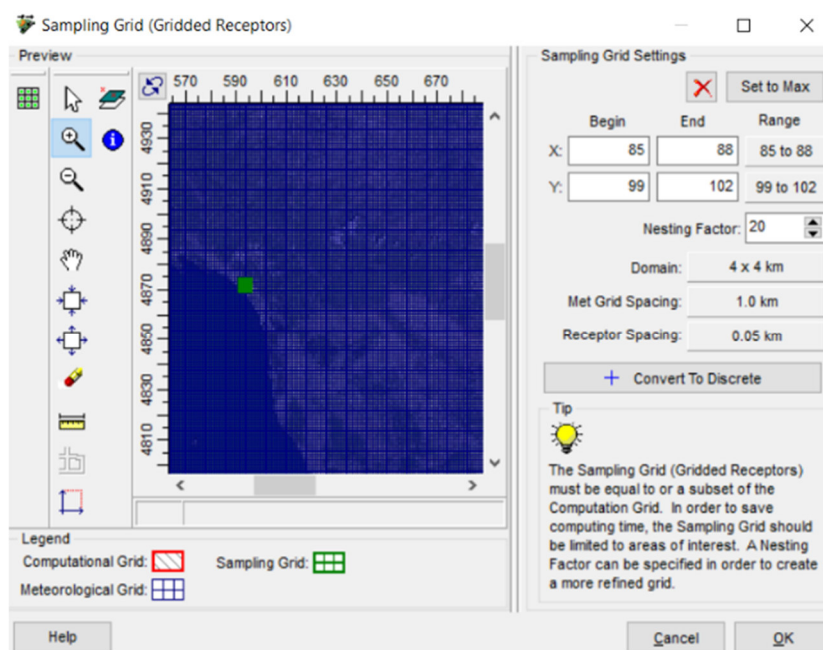 Sampling Grid (Gridded Receptors)
Preview
570 590 610 630 650 670
4930
4910
4890
4870
4850
4830
4810
Legend
Computational Grid:
Sampling Grid:
Meteorological Grid:
Sampling Grid Settings
Set to Max
Begin End Range
X: 85 88 85 to 88
Y: 99 102 99 to 102
Nesting Factor: 20
Domain: 4 x 4 km
Met Grid Spacing: 1.0 km
Receptor Spacing: 0.05 km
+ Convert To Discrete
Tip
The Sampling Grid (Gridded Receptors)
must be equal to or a subset of the
Computation Grid. In order to save
computing time, the Sampling Grid should
be limited to areas of interest. A Nesting
Factor can be specified in order to create
a more refined grid.
Help
Cancel
OK